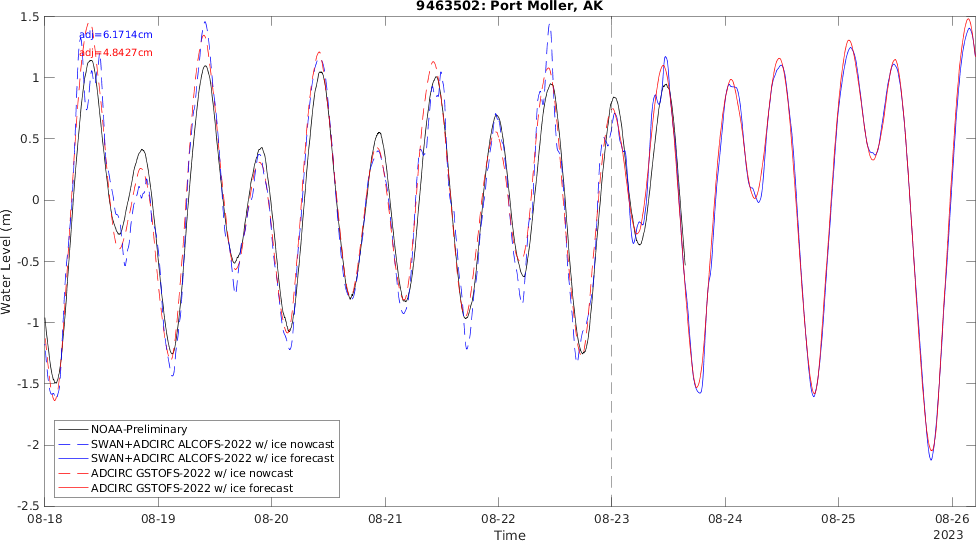 9463502: Port Moller, AK
adj=6.1714cm
adj=4.8427cm
1.5
1
0.5
0
-0.5
-1
-1.5
-2
-2.5
Water Level (m)
NOAA-Preliminary
SWAN+ADCIRC ALCOFS-2022 w/ ice nowcast
SWAN+ADCIRC ALCOFS-2022 w/ ice forecast
ADCIRC GSTOFS-2022 w/ ice nowcast
ADCIRC GSTOFS-2022 w/ ice forecast
08-18 08-19 08-20 08-21 08-22 08-23 08-24 08-25 08-26
2023
Time